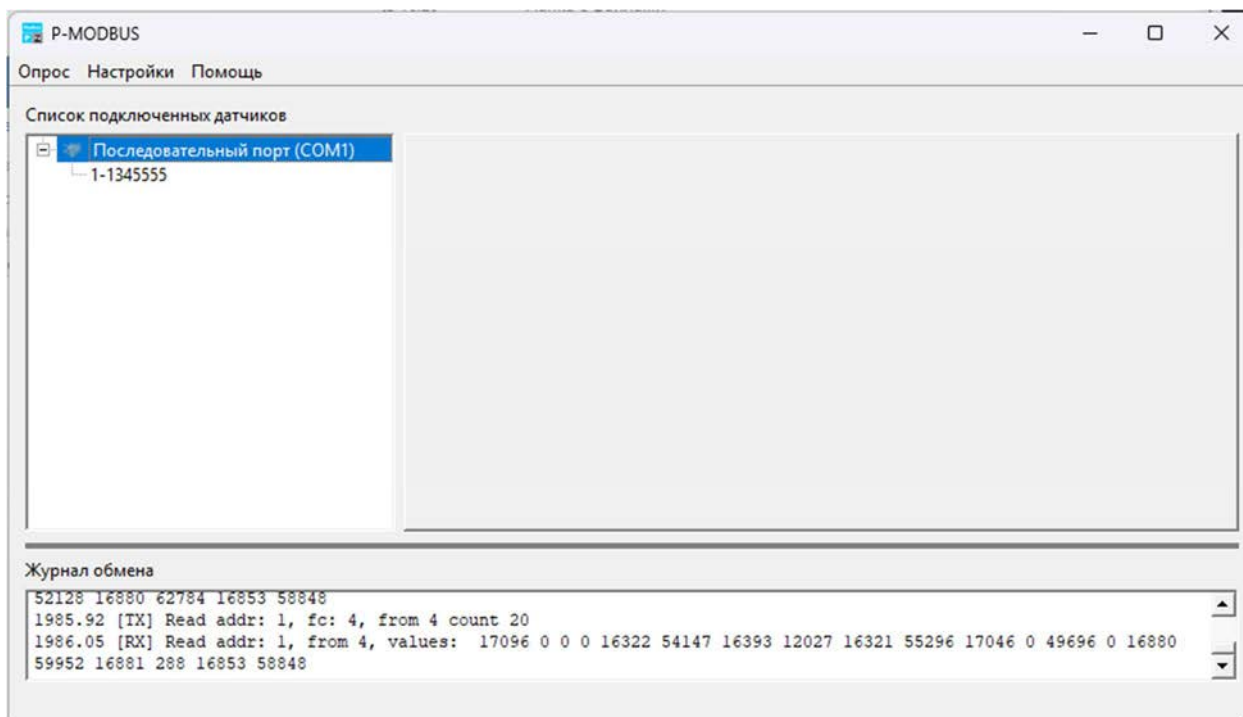 P-MODBUS
Опрос Настройки Помощь
Список подключенных датчиков
Последовательный порт (COM1)
1-1345555
Журнал обмена
52128 16880 62784 16853 58848
1985.92 [TX] Read addr: 1, fc: 4, from 4 count 20
1986.05 [RX] Read addr: 1, from 4, values: 17096 0 0 0 16322 54147 16393 12027 16321 55296 17046 0 49696 0 16880
59952 16881 288 16853 58848